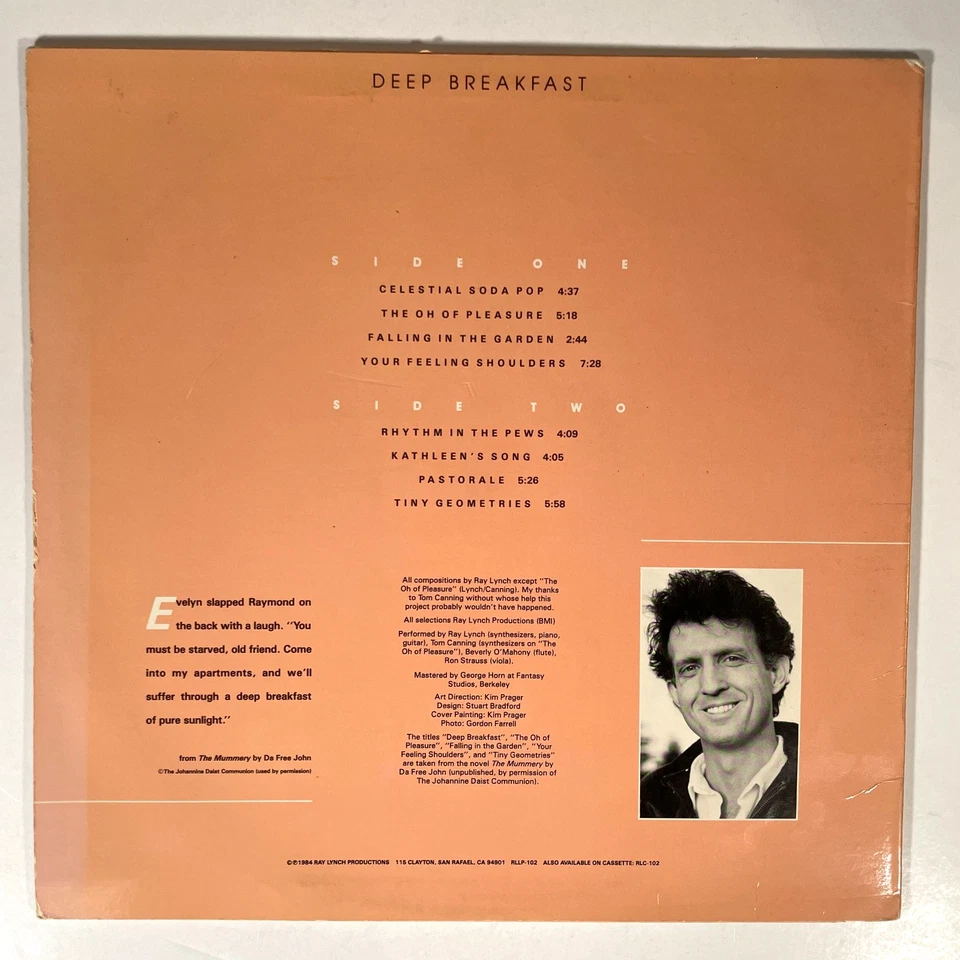 DEEP BREAKFAST
SIDE ONE
CELESTIAL SODA POP 4:37
THE OH OF PLEASURE 5:18
FALLING IN THE GARDEN 2:44
YOUR FEELING SHOULDERS 7:28
SIDE TWO
RHYTHM IN THE PEWS 4:09
KATHLEEN'S SONG 4:05
PASTORALE 5:26
TINY GEOMETRIES 5:58
Evelyn slapped Raymond on
the back with a laugh. "You
must be starved, old friend. Come
into my apartments, and we'll
suffer through a deep breakfast
of pure sunlight."
from The Mummery by Da Free John
©The Johannine Daist Communion (used by permission)
All compositions by Ray Lynch except "The
Oh of Pleasure" (Lynch/Canning). My thanks
to Tom Canning without whose help this
project probably wouldn't have happened.
All selections Ray Lynch Productions (BMI)
Performed by Ray Lynch (synthesizers, piano,
guitar), Tom Canning (synthesizers on "The
Oh of Pleasure"), Beverly O'Mahony (flute),
Ron Strauss (viola).
Mastered by George Horn at Fantasy
Studios, Berkeley
Art Direction: Kim Prager
Design: Stuart Bradford
Cover Painting: Kim Prager
Photo: Gordon Farrell
The titles "Deep Breakfast", "The Oh of
Pleasure", "Falling in the Garden", "Your
Feeling Shoulders", and "Tiny Geometries"
are taken from the novel The Mummery by
Da Free John (unpublished, by permission of
The Johannine Daist Communion).
©℗1984 RAY LYNCH PRODUCTIONS 115 CLAYTON, SAN RAFAEL, CA 94901 RLLP-102 ALSO AVAILABLE ON CASSETTE: RLC-102